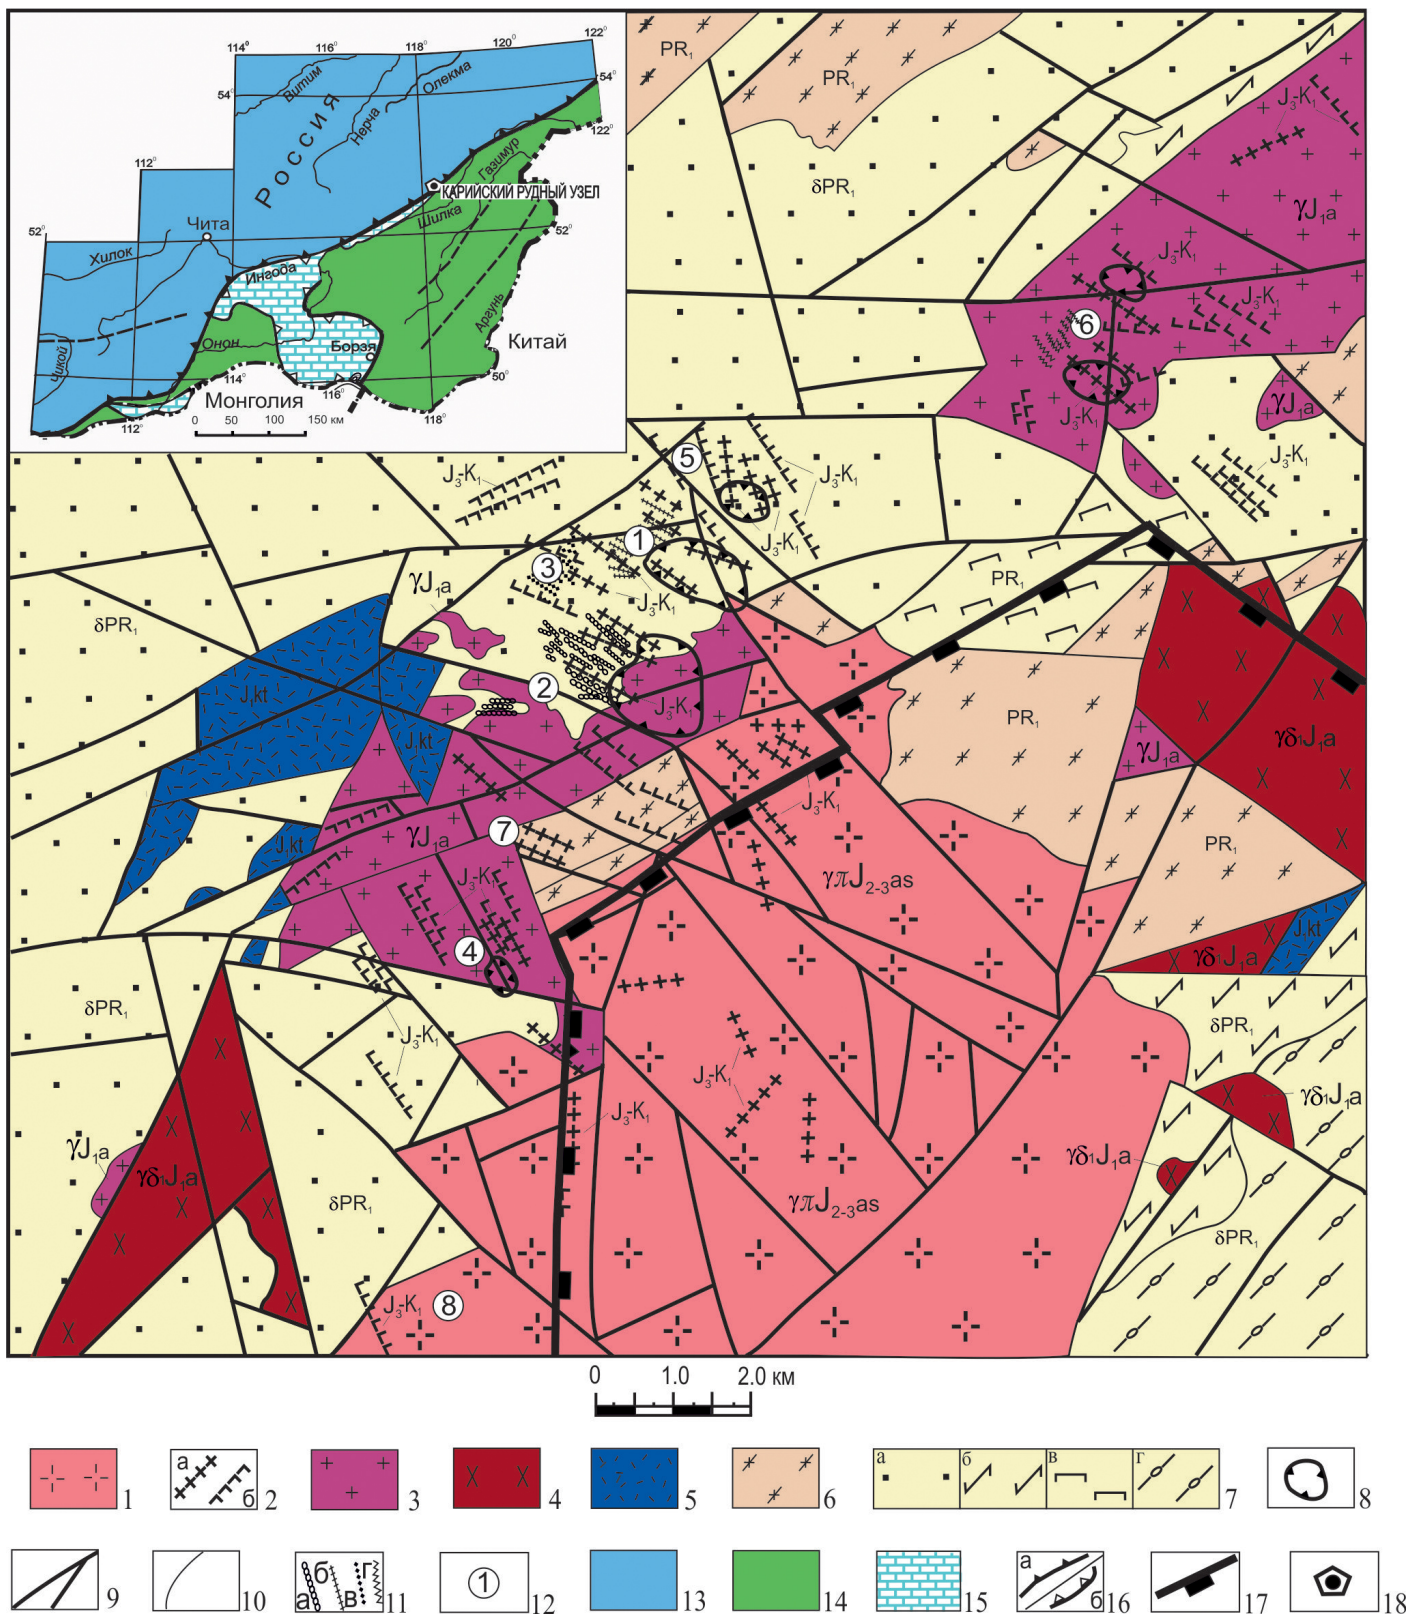 114° 116° 118° 120° 122°
54° 54°
Витим
Олекма
РОССИЯ
Нерча
122°
112°
Газимур
КАРИЙСКИЙ РУДНЫЙ УЗЕЛ
Шилка
52° Чита 52°
Хилок
Ингода
Аргунь
Чикой
Онон
Борзя
Китай
114° 50°
Монголия 116°
112° 118°
0 50 100 150 км
PR₁
PR₁
J₃-K₁
δPR₁
γJ₁a
J₃-K₁
J₃-K₁
6
γJ₁a
J₃-K₁
5
J₃-K₁
J₃-K₁
J₃-K₁
J₃-K₁
1
3
PR₁
γJ₁a
J₃-K₁
δPR₁
2
J,kt
J₃-K₁
PR₁
J,kt
γJ₁a
γδ₁J₁a
J₃-K₁
7
γJ₁a
J,kt
PR₁
J₃-K₁
γπJ₂₋₃as
J,kt
4
γδ₁J₁a
δPR₁
δPR₁
J₃-K₁
J₃-K₁
γδ₁J₁a
J₃-K₁
γJ₁a
γδ₁J₁a
γδ₁J₁a
δPR₁
γπJ₂₋₃as
δPR₁
J₃-K₁
8
0 1.0 2.0 км
1 а б 2 3 4 5 6 а б в г 7 8
9 10 а б в г 11 1 12 13 14 15 а б 16 17 18